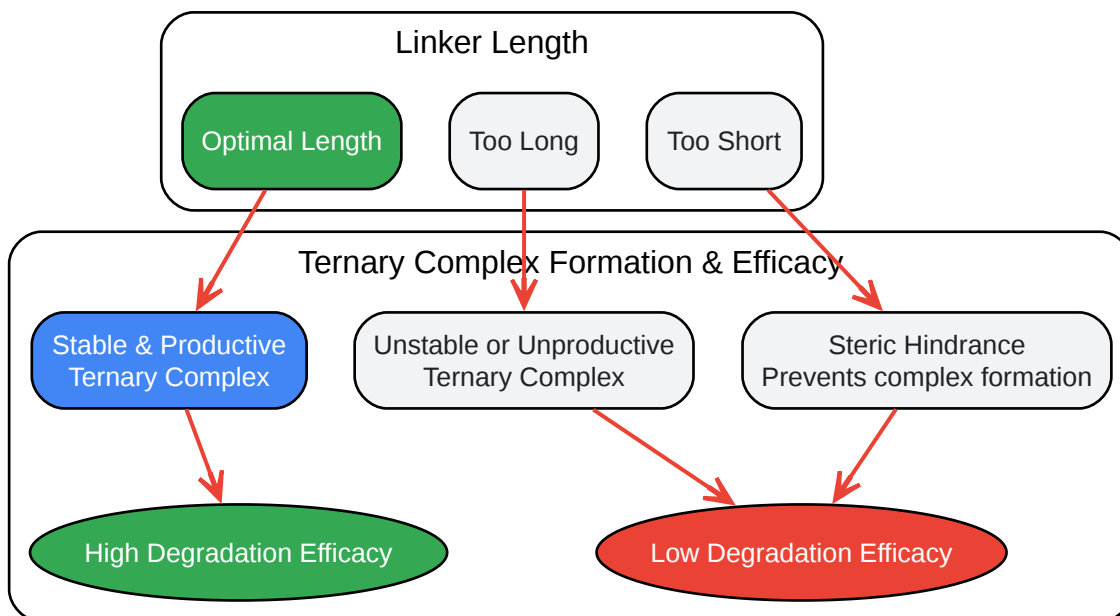 Linker Length
Optimal Length
Too Long
Too Short
Ternary Complex Formation & Efficacy
Stable & Productive
Ternary Complex
Unstable or Unproductive
Ternary Complex
Steric Hindrance
Prevents complex formation
High Degradation Efficacy
Low Degradation Efficacy